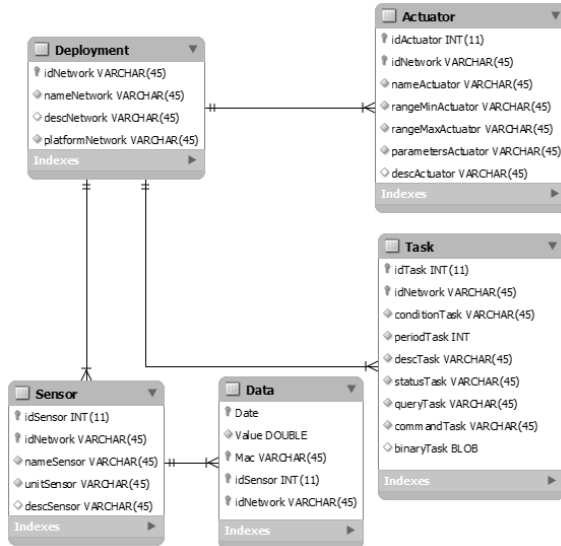 Deployment
idNetwork VARCHAR(45)
nameNetwork VARCHAR(45)
descNetwork VARCHAR(45)
platformNetwork VARCHAR(45)
Indexes
Actuator
idActuator INT(11)
idNetwork VARCHAR(45)
nameActuator VARCHAR(45)
rangeMinActuator VARCHAR(45)
rangeMaxActuator VARCHAR(45)
parametersActuator VARCHAR(45)
descActuator VARCHAR(45)
Indexes
Task
idTask INT(11)
idNetwork VARCHAR(45)
conditionTask VARCHAR(45)
periodTask INT
descTask VARCHAR(45)
statusTask VARCHAR(45)
queryTask VARCHAR(45)
commandTask VARCHAR(45)
binaryTask BLOB
Indexes
Sensor
idSensor INT(11)
idNetwork VARCHAR(45)
nameSensor VARCHAR(45)
unitSensor VARCHAR(45)
descSensor VARCHAR(45)
Indexes
Data
Date
Value DOUBLE
Mac VARCHAR(45)
idSensor INT(11)
idNetwork VARCHAR(45)
Indexes